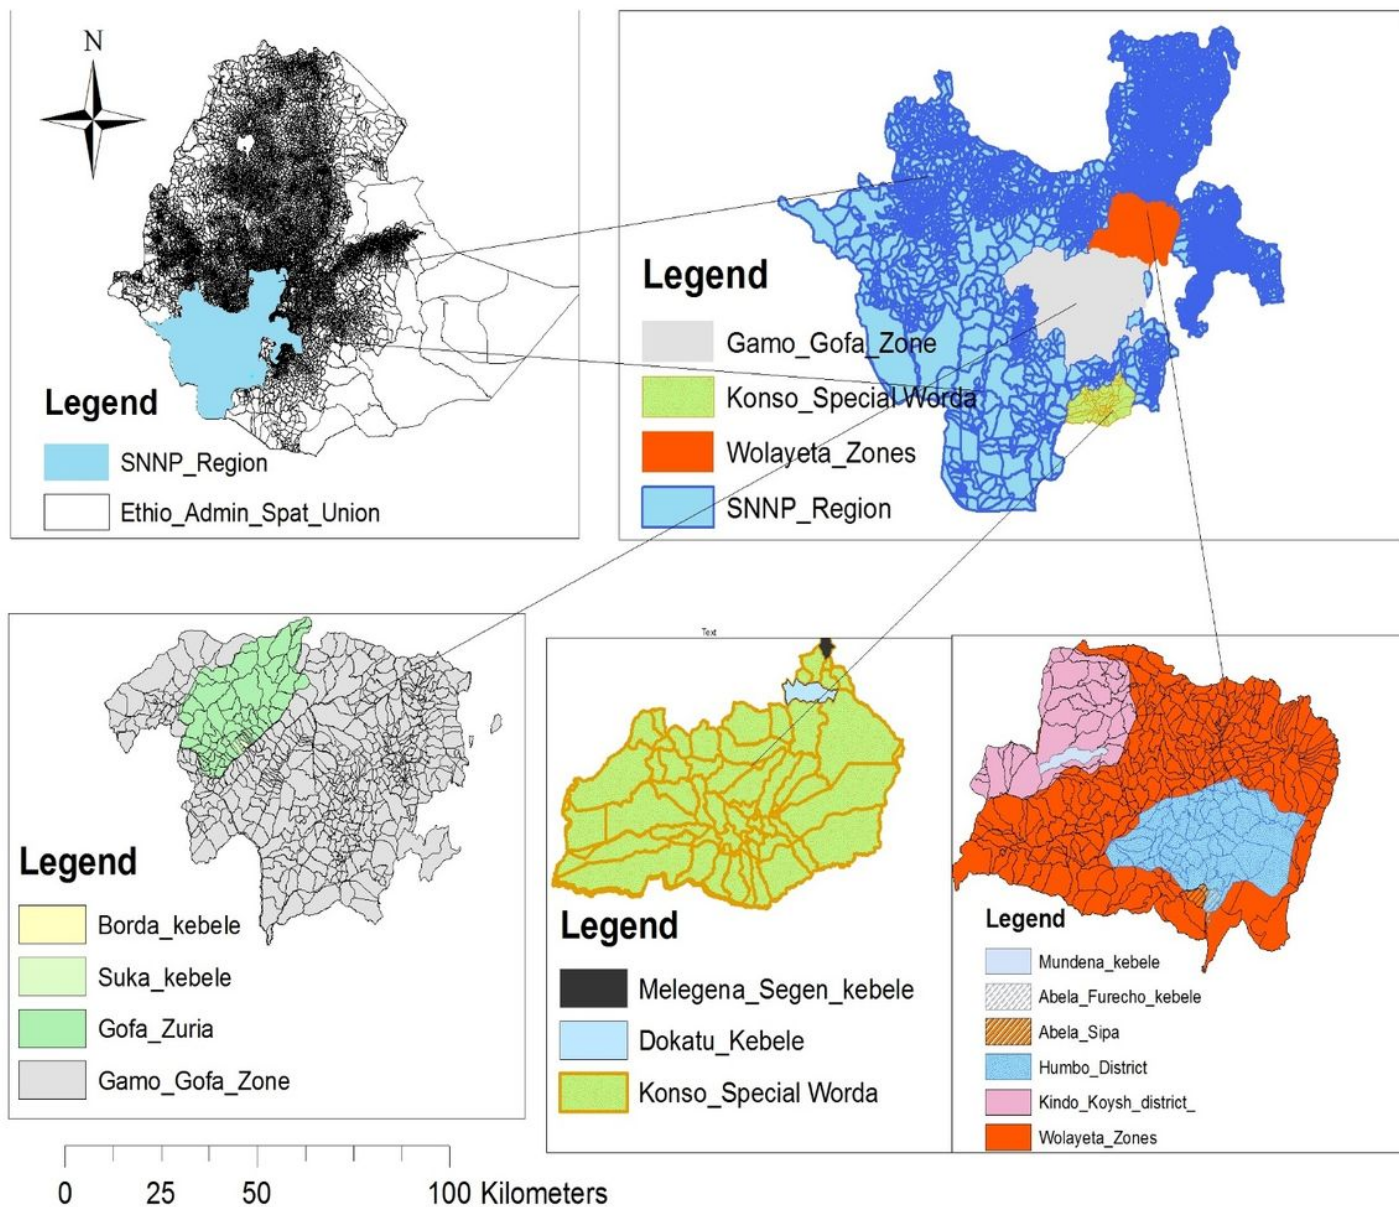 N
Legend
SNNP_Region
Ethio_Admin_Spat_Union
Legend
Gamo_Gofa_Zone
Konso_Special Worda
Wolayeta_Zones
SNNP_Region
Legend
Borda_kebele
Suka_kebele
Gofa_Zuria
Gamo_Gofa_Zone
Text
Legend
Melegena_Segen_kebele
Dokatu_Kebele
Konso_Special Worda
Legend
Mundena_kebele
Abela_Furecho_kebele
Abela_Sipa
Humbo_District
Kindo_Koysh_district_
Wolayeta_Zones
0 25 50 100 Kilometers